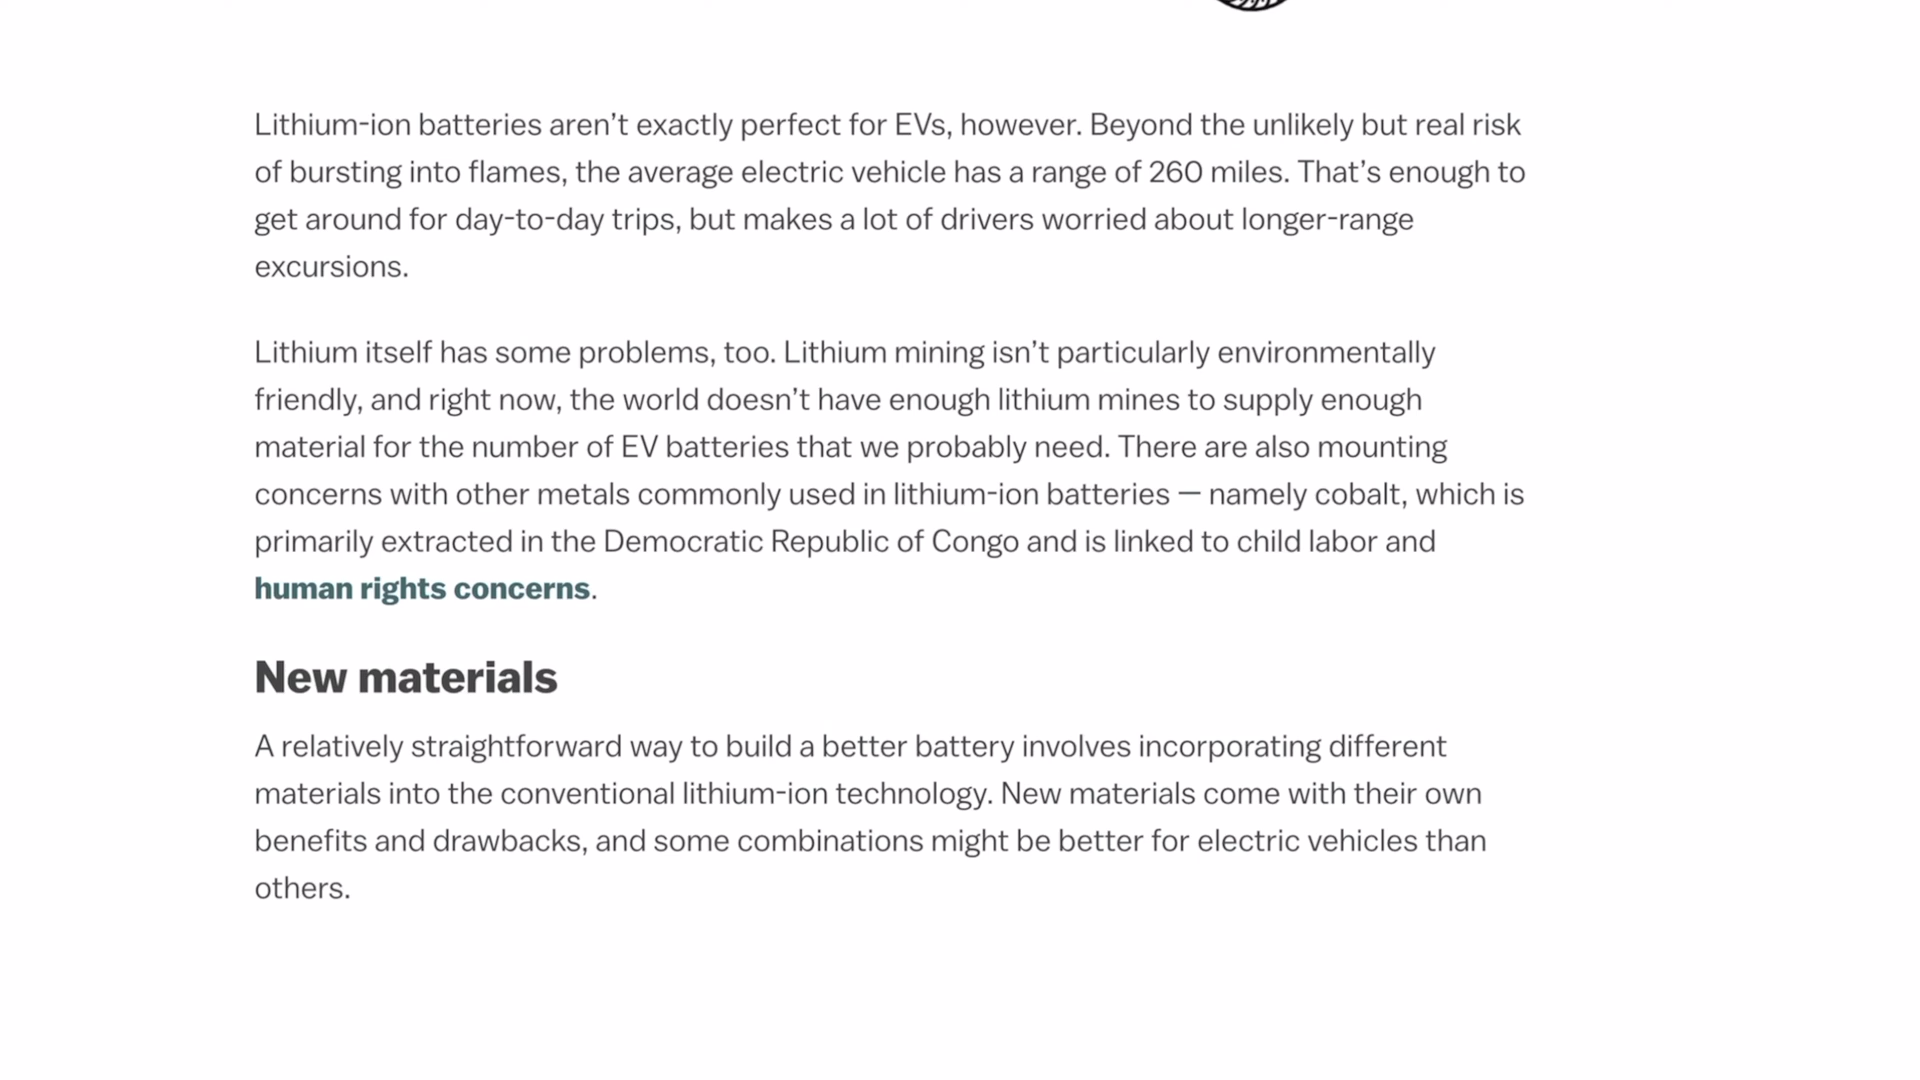 Lithium-ion batteries aren’t exactly perfect for EVs, however. Beyond the unlikely but real risk
of bursting into flames, the average electric vehicle has a range of 260 miles. That’s enough to
get around for day-to-day trips, but makes a lot of drivers worried about longer-range
excursions.
Lithium itself has some problems, too. Lithium mining isn’t particularly environmentally
friendly, and right now, the world doesn’t have enough lithium mines to supply enough
material for the number of EV batteries that we probably need. There are also mounting
concerns with other metals commonly used in lithium-ion batteries — namely cobalt, which is
primarily extracted in the Democratic Republic of Congo and is linked to child labor and
human rights concerns.
New materials
A relatively straightforward way to build a better battery involves incorporating different
materials into the conventional lithium-ion technology. New materials come with their own
benefits and drawbacks, and some combinations might be better for electric vehicles than
others.